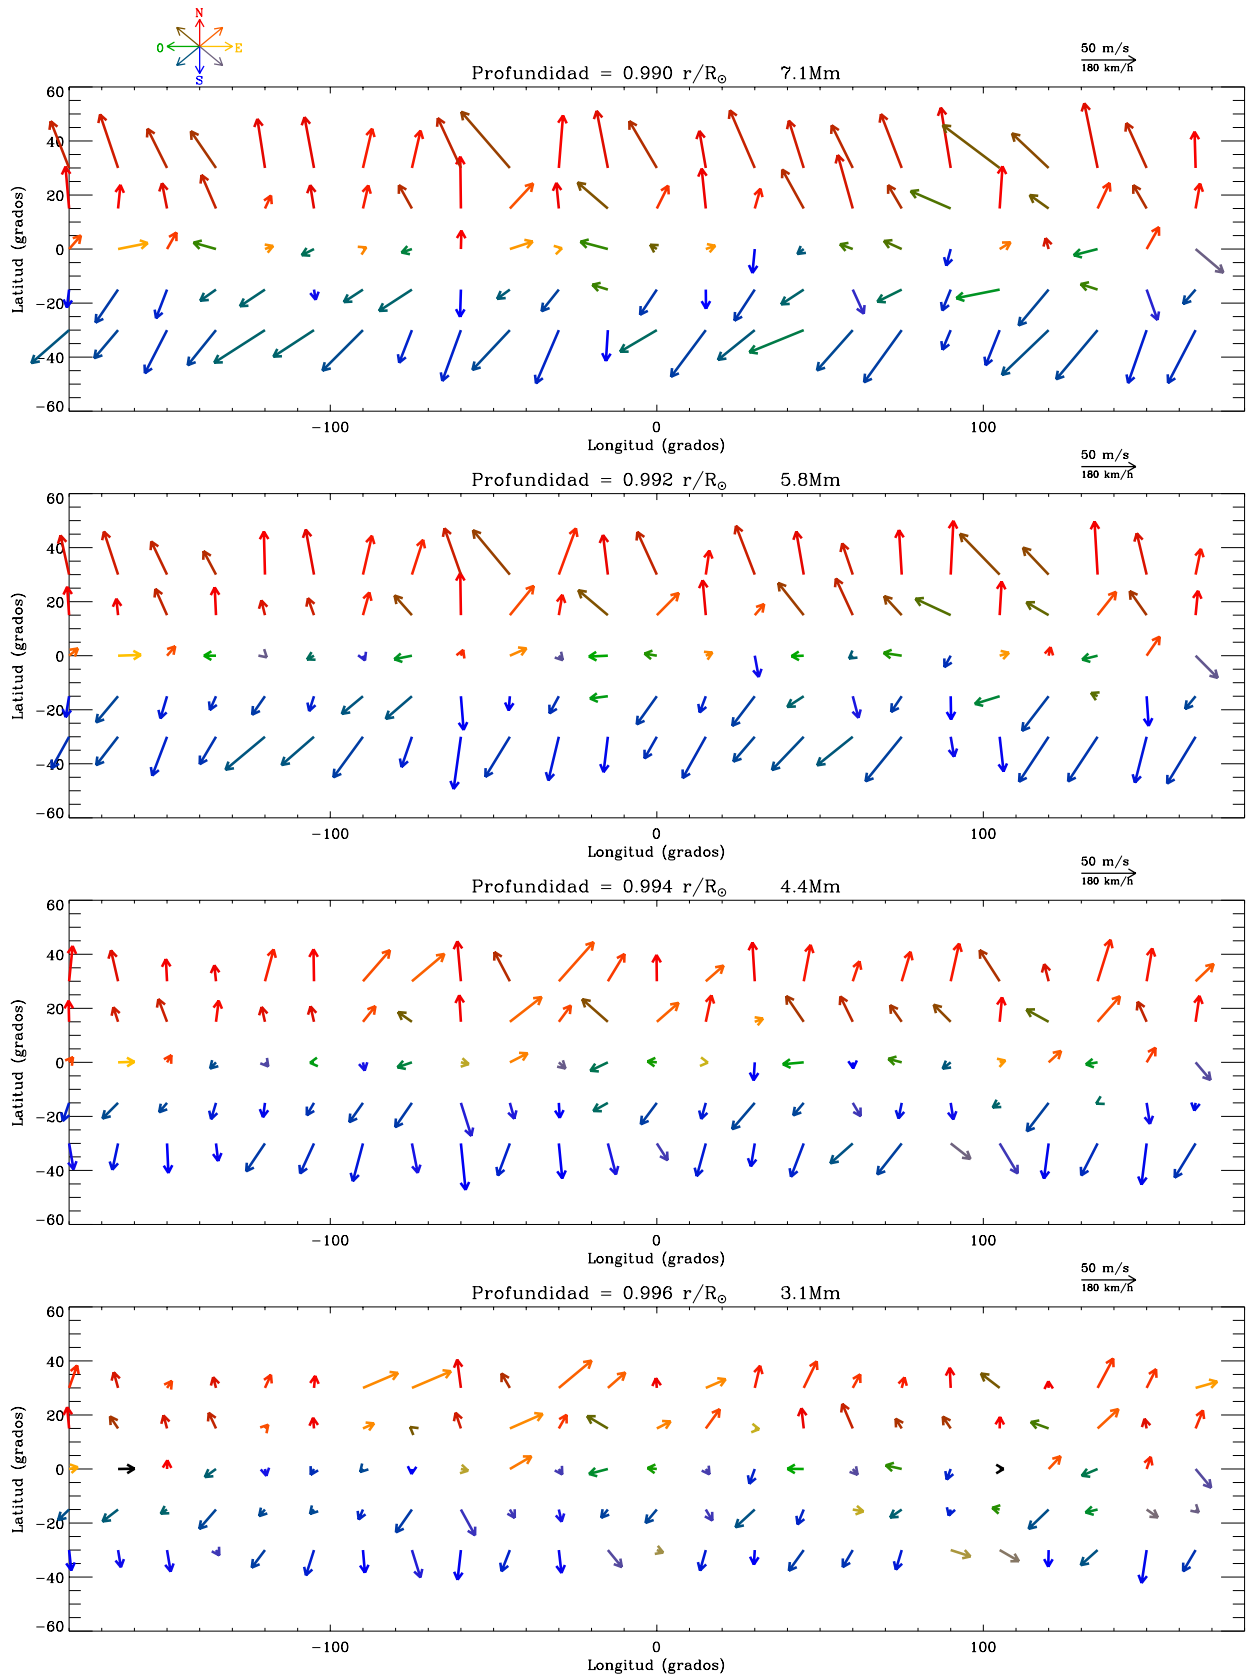 N
O E
S
50 m/s
180 km/h
Profundidad = 0.990 r/R☉ 7.1Mm
60
40
20
0
−20
−40
−60
Latitud (grados)
−100 0 100
Longitud (grados)
50 m/s
180 km/h
Profundidad = 0.992 r/R☉ 5.8Mm
60
40
20
0
−20
−40
−60
Latitud (grados)
−100 0 100
Longitud (grados)
50 m/s
180 km/h
Profundidad = 0.994 r/R☉ 4.4Mm
60
40
20
0
−20
−40
−60
Latitud (grados)
−100 0 100
Longitud (grados)
50 m/s
180 km/h
Profundidad = 0.996 r/R☉ 3.1Mm
60
40
20
0
−20
−40
−60
Latitud (grados)
−100 0 100
Longitud (grados)